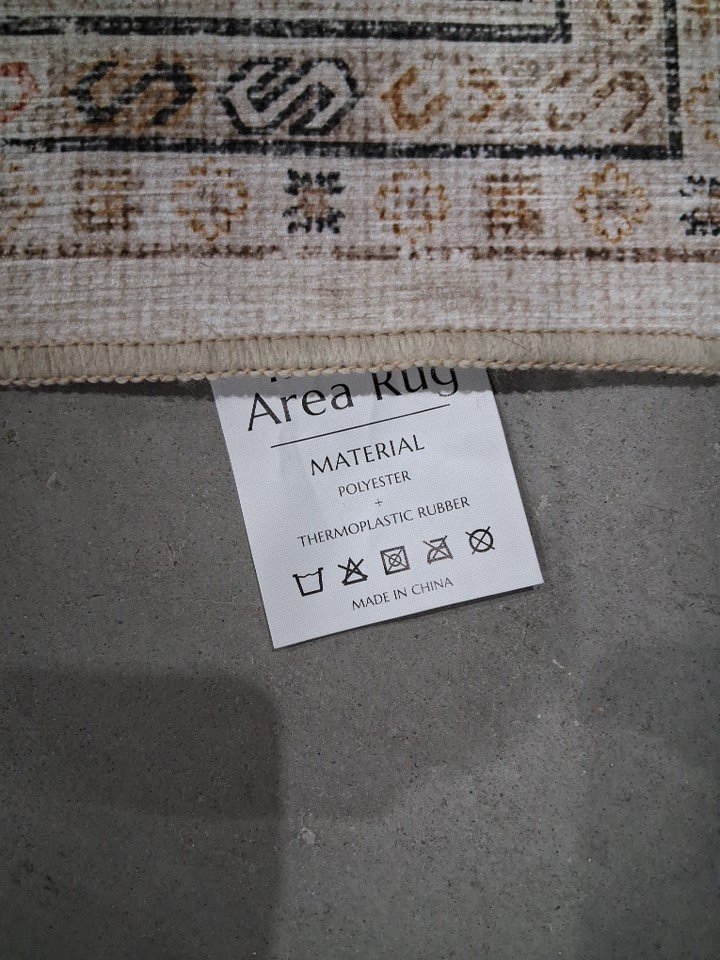 Area Rug
MATERIAL
POLYESTER
+
THERMOPLASTIC RUBBER
MADE IN CHINA